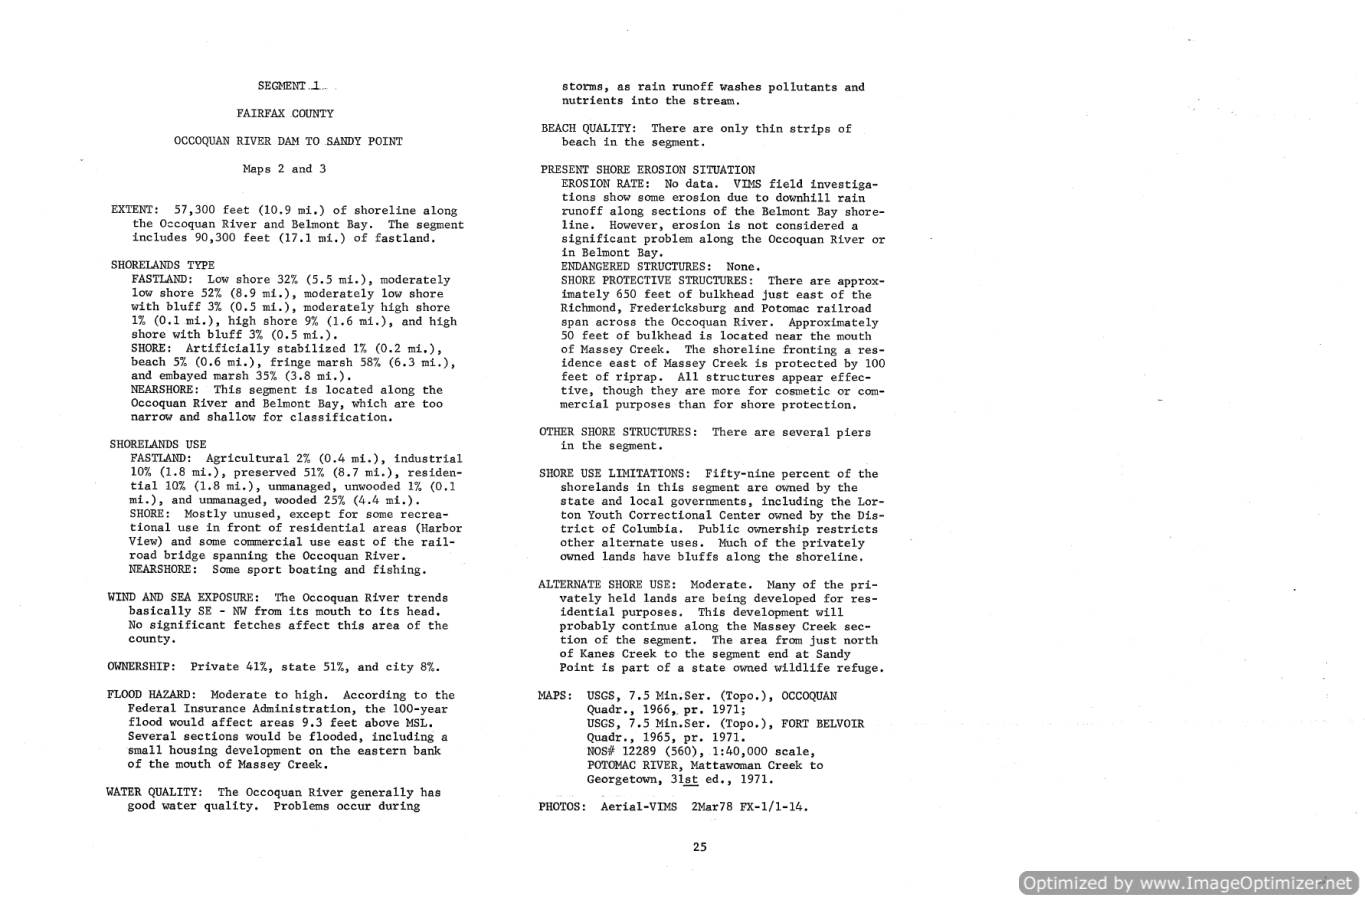 SEGMENT 1
FAIRFAX COUNTY
OCCOQUAN RIVER DAM TO SANDY POINT
Maps 2 and 3
EXTENT: 57,300 feet (10.9 mi.) of shoreline along
the Occoquan River and Belmont Bay. The segment
includes 90,300 feet (17.1 mi.) of fastland.
SHORELANDS TYPE
FASTLAND: Low shore 32% (5.5 mi.), moderately
low shore 52% (8.9 mi.), moderately low shore
with bluff 3% (0.5 mi.), moderately high shore
1% (0.1 mi.), high shore 9% (1.6 mi.), and high
shore with bluff 3% (0.5 mi.).
SHORE: Artificially stabilized 1% (0.2 mi.),
beach 5% (0.6 mi.), fringe marsh 58% (6.3 mi.),
and embayed marsh 35% (3.8 mi.).
NEARSHORE: This segment is located along the
Occoquan River and Belmont Bay, which are too
narrow and shallow for classification.
SHORELANDS USE
FASTLAND: Agricultural 2% (0.4 mi.), industrial
10% (1.8 mi.), preserved 51% (8.7 mi.), residen-
tial 10% (1.8 mi.), unmanaged, unwooded 1% (0.1
mi.), and unmanaged, wooded 25% (4.4 mi.).
SHORE: Mostly unused, except for some recrea-
tional use in front of residential areas (Harbor
View) and some commercial use east of the rail-
road bridge spanning the Occoquan River.
NEARSHORE: Some sport boating and fishing.
WIND AND SEA EXPOSURE: The Occoquan River trends
basically SE - NW from its mouth to its head.
No significant fetches affect this area of the
county.
OWNERSHIP: Private 41%, state 51%, and city 8%.
FLOOD HAZARD: Moderate to high. According to the
Federal Insurance Administration, the 100-year
flood would affect areas 9.3 feet above MSL.
Several sections would be flooded, including a
small housing development on the eastern bank
of the mouth of Massey Creek.
WATER QUALITY: The Occoquan River generally has
good water quality. Problems occur during
storms, as rain runoff washes pollutants and
nutrients into the stream.
BEACH QUALITY: There are only thin strips of
beach in the segment.
PRESENT SHORE EROSION SITUATION
EROSION RATE: No data. VIMS field investiga-
tions show some erosion due to downhill rain
runoff along sections of the Belmont Bay shore-
line. However, erosion is not considered a
significant problem along the Occoquan River or
in Belmont Bay.
ENDANGERED STRUCTURES: None.
SHORE PROTECTIVE STRUCTURES: There are approx-
imately 650 feet of bulkhead just east of the
Richmond, Fredericksburg and Potomac railroad
span across the Occoquan River. Approximately
50 feet of bulkhead is located near the mouth
of Massey Creek. The shoreline fronting a res-
idence east of Massey Creek is protected by 100
feet of riprap. All structures appear effec-
tive, though they are more for cosmetic or com-
mercial purposes than for shore protection.
OTHER SHORE STRUCTURES: There are several piers
in the segment.
SHORE USE LIMITATIONS: Fifty-nine percent of the
shorelands in this segment are owned by the
state and local governments, including the Lor-
ton Youth Correctional Center owned by the Dis-
trict of Columbia. Public ownership restricts
other alternate uses. Much of the privately
owned lands have bluffs along the shoreline.
ALTERNATE SHORE USE: Moderate. Many of the pri-
vately held lands are being developed for res-
idential purposes. This development will
probably continue along the Massey Creek sec-
tion of the segment. The area from just north
of Kanes Creek to the segment end at Sandy
Point is part of a state owned wildlife refuge.
MAPS: USGS, 7.5 Min.Ser. (Topo.), OCCOQUAN
Quadr., 1966, pr. 1971;
USGS, 7.5 Min.Ser. (Topo.), FORT BELVOIR
Quadr., 1965, pr. 1971.
NOS# 12289 (560), 1:40,000 scale,
POTOMAC RIVER, Mattawoman Creek to
Georgetown, 31st ed., 1971.
PHOTOS: Aerial-VIMS 2Mar78 FX-1/1-14.
25
Optimized by www.ImageOptimizer.net